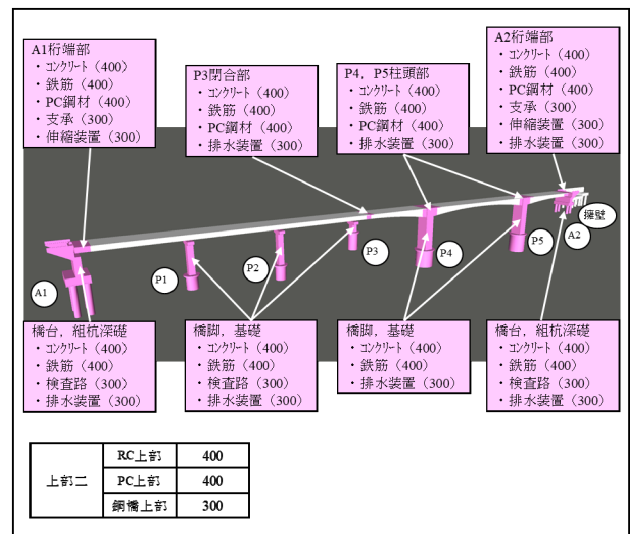 A1桁端部
・コンクリート（400）
・鉄筋（400）
・PC鋼材（400）
・支承（300）
・伸縮装置（300）
P3閉合部
・コンクリート（400）
・鉄筋（400）
・PC鋼材（400）
・排水装置（300）
P4，P5柱頭部
・コンクリート（400）
・鉄筋（400）
・PC鋼材（400）
・排水装置（300）
A2桁端部
・コンクリート（400）
・鉄筋（400）
・PC鋼材（400）
・支承（300）
・伸縮装置（300）
・排水装置（300）
擁壁
A1
P1
P2
P3
P4
P5
A2
橋台，組杭深礎
・コンクリート（400）
・鉄筋（400）
・検査路（300）
・排水装置（300）
橋脚，基礎
・コンクリート（400）
・鉄筋（400）
・検査路（300）
・排水装置（300）
橋脚，基礎
・コンクリート（400）
・鉄筋（400）
・排水装置（300）
橋台，組杭深礎
・コンクリート（400）
・鉄筋（400）
・検査路（300）
・排水装置（300）
上部二
RC上部 400
PC上部 400
鋼橋上部 300